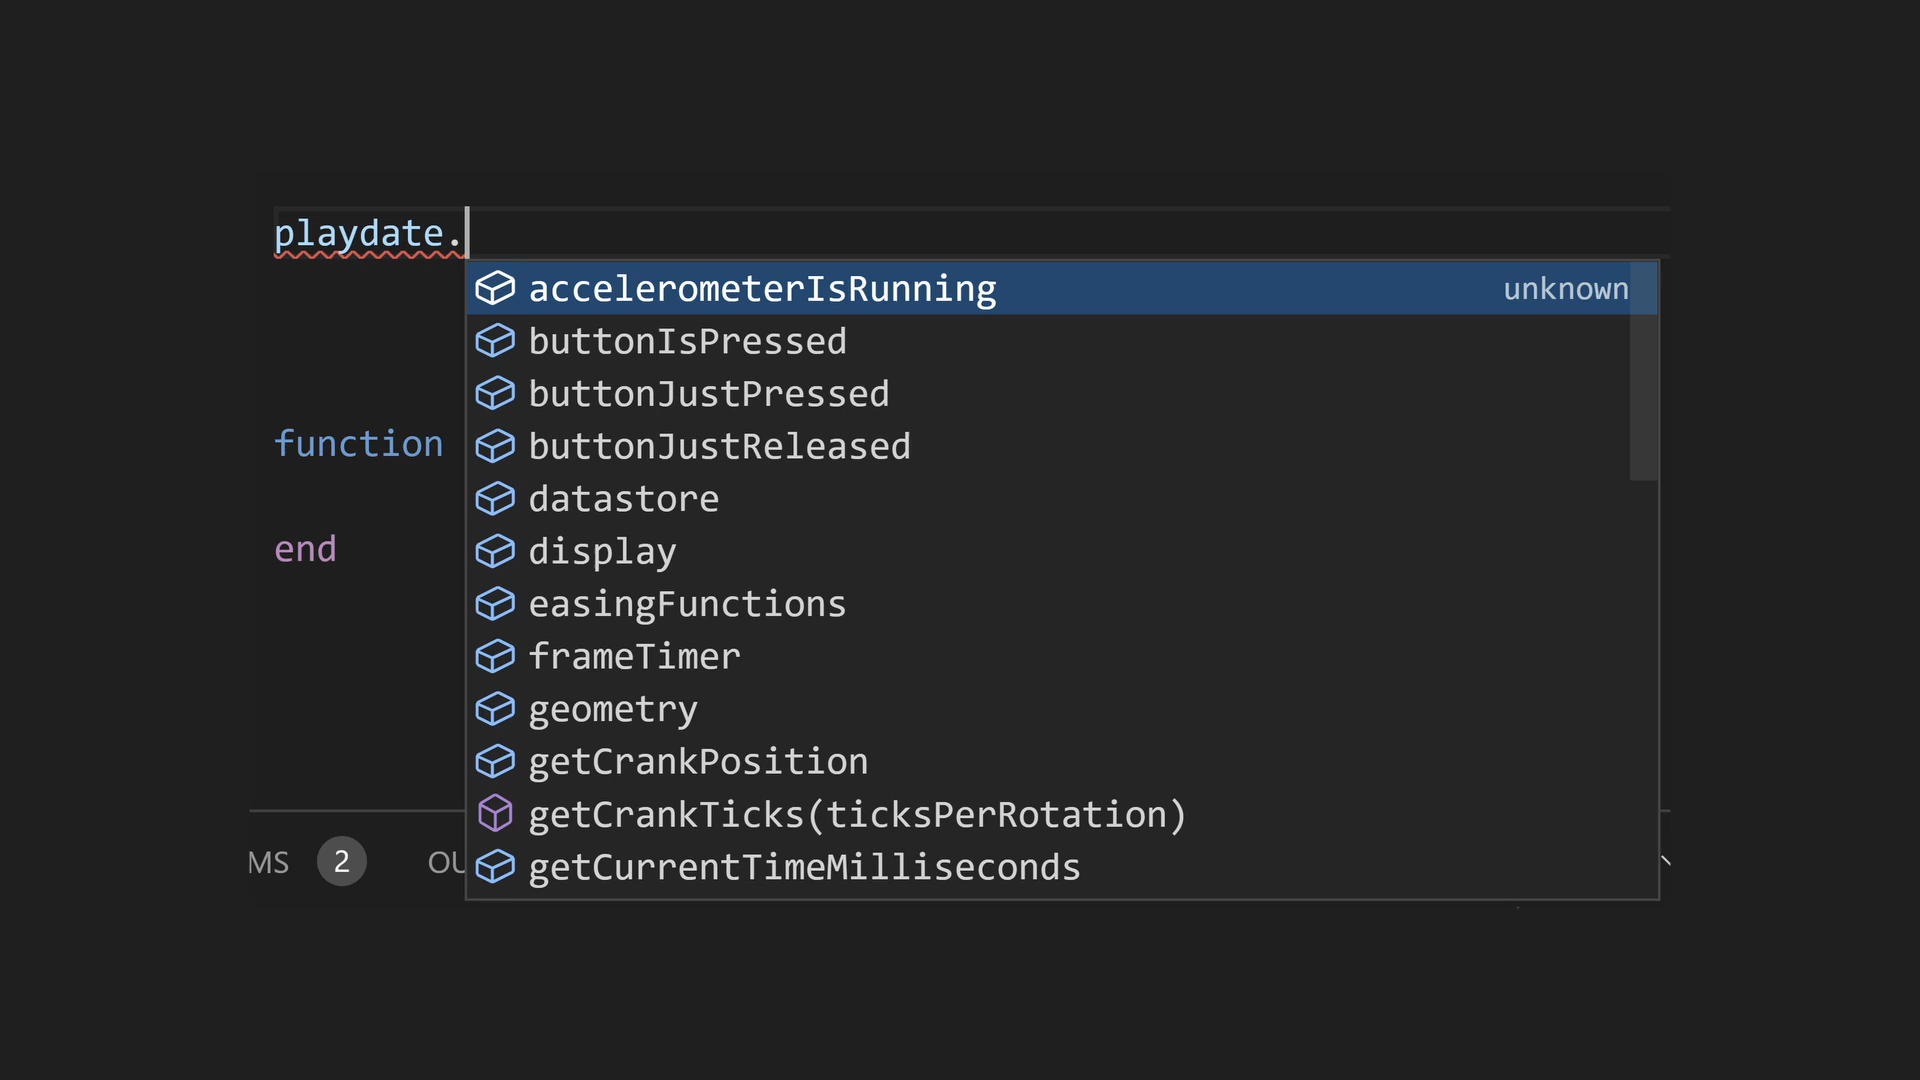 playdate.
accelerometerIsRunning unknown
buttonIsPressed
buttonJustPressed
function buttonJustReleased
datastore
end display
easingFunctions
frameTimer
geometry
getCrankPosition
getCrankTicks(ticksPerRotation)
MS 2 OU getCurrentTimeMilliseconds